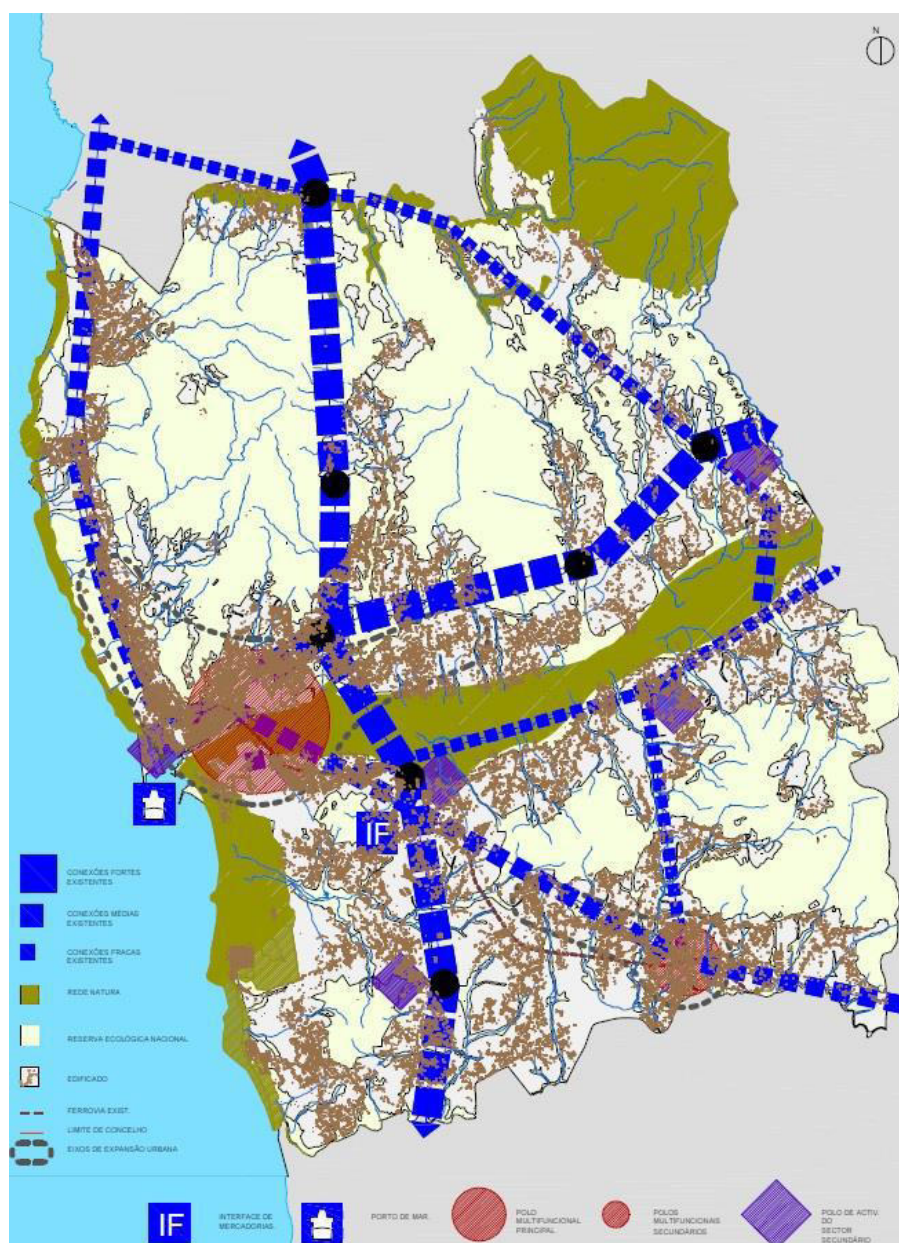 N
IF
CONEXÕES FORTES
EXISTENTES
CONEXÕES MÉDIAS
EXISTENTES
CONEXÕES FRACAS
EXISTENTES
REDE NATURA
RESERVA ECOLÓGICA NACIONAL
EDIFICADO
FERROVIA EXIST.
LIMITE DE CONCELHO
EIXOS DE EXPANSÃO URBANA
IF
INTERFACE DE
MERCADORIAS.
PORTO DE MAR.
POLO
MULTIFUNCIONAL
PRINCIPAL.
POLOS
MULTIFUNCIONAIS
SECUNDÁRIOS
POLO DE ACTIV.
DO
SECTOR
SECUNDÁRIO